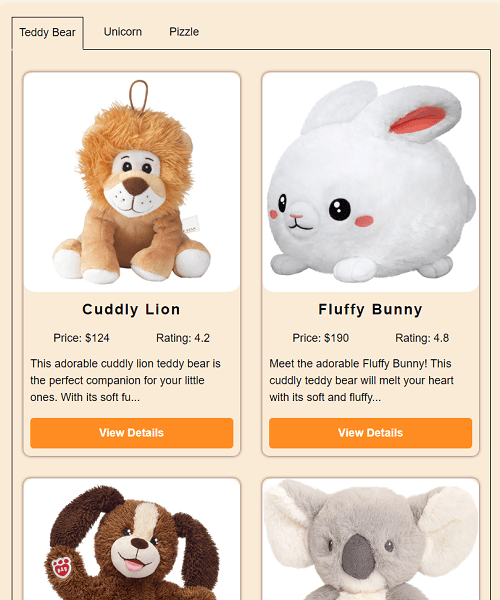 Teddy Bear Unicorn Pizzle
Cuddly Lion
Price: $124 Rating: 4.2
This adorable cuddly lion teddy bear is
the perfect companion for your little
ones. With its soft fu...
View Details
Fluffy Bunny
Price: $190 Rating: 4.8
Meet the adorable Fluffy Bunny! This
cuddly teddy bear will melt your heart
with its soft and fluffy...
View Details